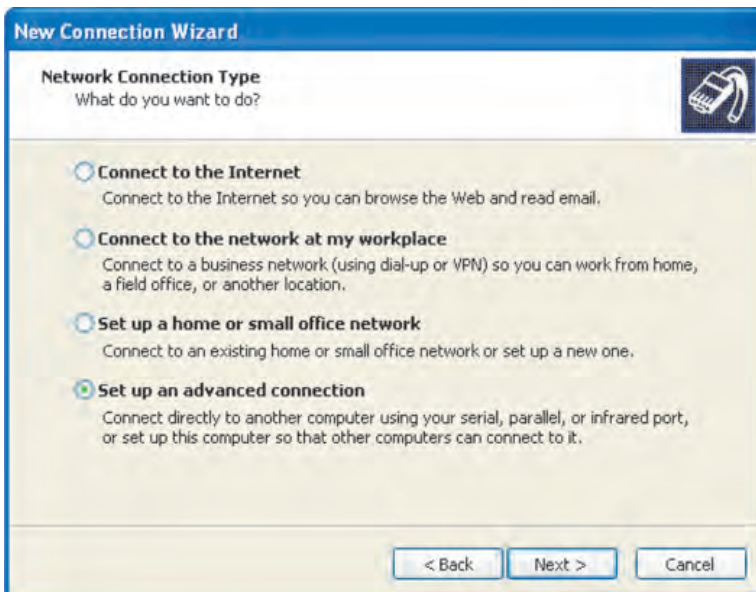 New Connection Wizard
Network Connection Type
What do you want to do?
Connect to the Internet
Connect to the Internet so you can browse the Web and read email.
Connect to the network at my workplace
Connect to a business network (using dial-up or VPN) so you can work from home,
a field office, or another location.
Set up a home or small office network
Connect to an existing home or small office network or set up a new one.
Set up an advanced connection
Connect directly to another computer using your serial, parallel, or infrared port,
or set up this computer so that other computers can connect to it.
< Back Next > Cancel